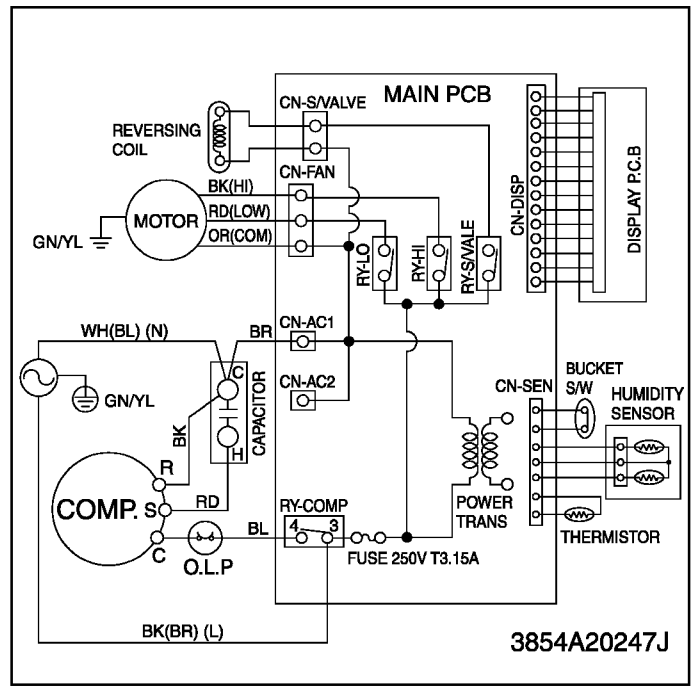 MAIN PCB
CN-S/VALVE
REVERSING
COIL
CN-FAN
BK(HI)
RD(LOW)
OR(COM)
MOTOR
GN/YL
RY-LO
RY-HI
RY-S/VALE
CN-DISP
DISPLAY P.C.B
WH(BL) (N)
BR
CN-AC1
CN-AC2
GN/YL
C
H
CAPACITOR
BK
R
RD
COMP.
S
C
O.L.P
BL
RY-COMP
4
3
FUSE 250V T3.15A
POWER
TRANS
CN-SEN
BUCKET
S/W
HUMIDITY
SENSOR
THERMISTOR
BK(BR) (L)
3854A20247J